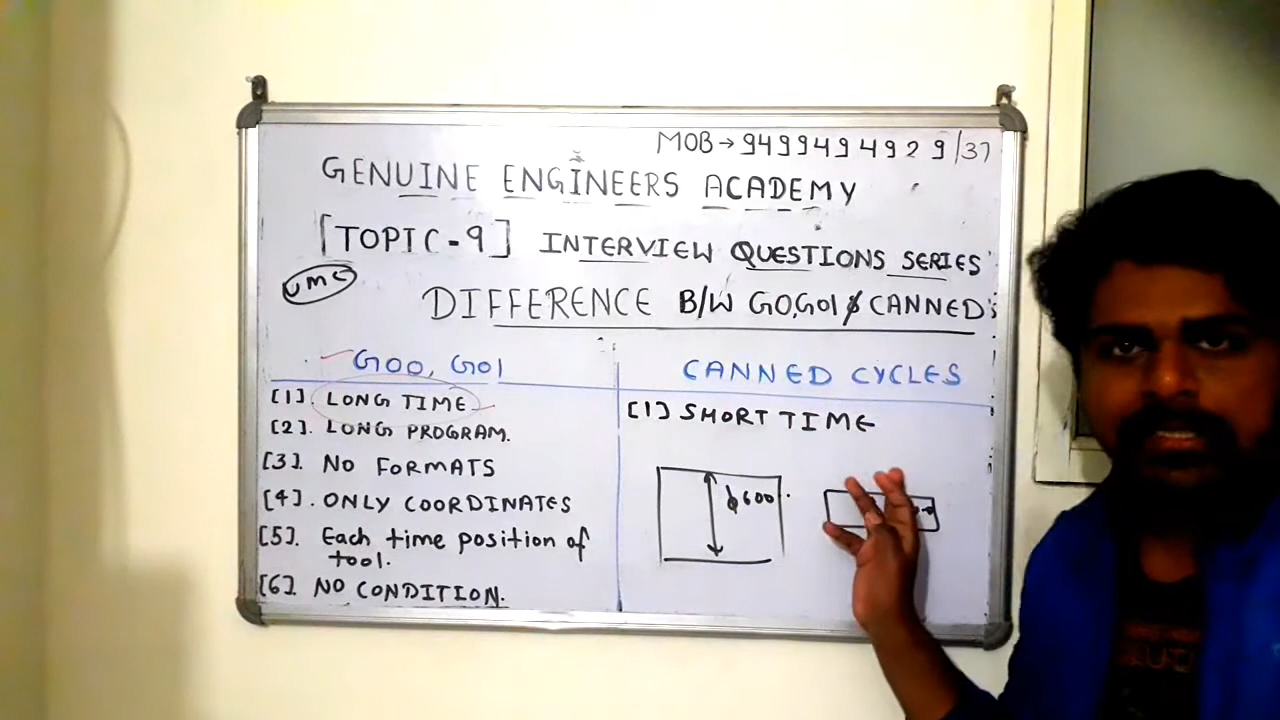 MOB→9499494929/37
GENUINE ENGINEERS ACADEMY
[TOPIC-9] INTERVIEW QUESTIONS SERIES
VMC
DIFFERENCE B/W G0,G01 & CANNED'S
G00, G01
[1]. LONG TIME
[2]. LONG PROGRAM.
[3]. NO FORMATS
[4]. ONLY COORDINATES
[5]. Each time position of
tool.
[6]. NO CONDITION.
CANNED CYCLES
[1] SHORT TIME
ϕ600